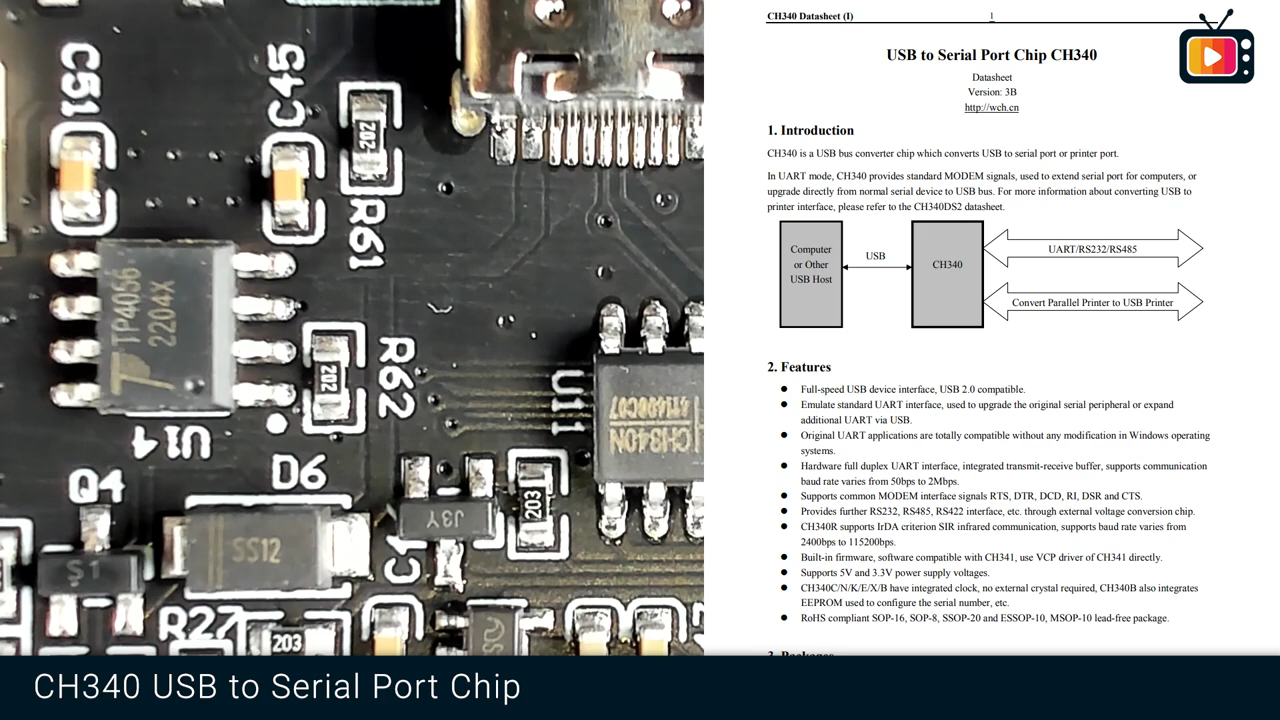 C51
C45
202
R61
TP4056
2204X
202
R62
U14
U11
CH340N
411400C07
Q4
D6
SS12
J3Y
203
S1
R27
203
CH340 Datasheet (I)
1
USB to Serial Port Chip CH340
Datasheet
Version: 3B
http://wch.cn
1. Introduction
CH340 is a USB bus converter chip which converts USB to serial port or printer port.
In UART mode, CH340 provides standard MODEM signals, used to extend serial port for computers, or
upgrade directly from normal serial device to USB bus. For more information about converting USB to
printer interface, please refer to the CH340DS2 datasheet.
Computer
or Other
USB Host
USB
CH340
UART/RS232/RS485
Convert Parallel Printer to USB Printer
2. Features
● Full-speed USB device interface, USB 2.0 compatible.
● Emulate standard UART interface, used to upgrade the original serial peripheral or expand
additional UART via USB.
● Original UART applications are totally compatible without any modification in Windows operating
systems.
● Hardware full duplex UART interface, integrated transmit-receive buffer, supports communication
baud rate varies from 50bps to 2Mbps.
● Supports common MODEM interface signals RTS, DTR, DCD, RI, DSR and CTS.
● Provides further RS232, RS485, RS422 interface, etc. through external voltage conversion chip.
● CH340R supports IrDA criterion SIR infrared communication, supports baud rate varies from
2400bps to 115200bps.
● Built-in firmware, software compatible with CH341, use VCP driver of CH341 directly.
● Supports 5V and 3.3V power supply voltages.
● CH340C/N/K/E/X/B have integrated clock, no external crystal required, CH340B also integrates
EEPROM used to configure the serial number, etc.
● RoHS compliant SOP-16, SOP-8, SSOP-20 and ESSOP-10, MSOP-10 lead-free package.
3. Packages
CH340 USB to Serial Port Chip